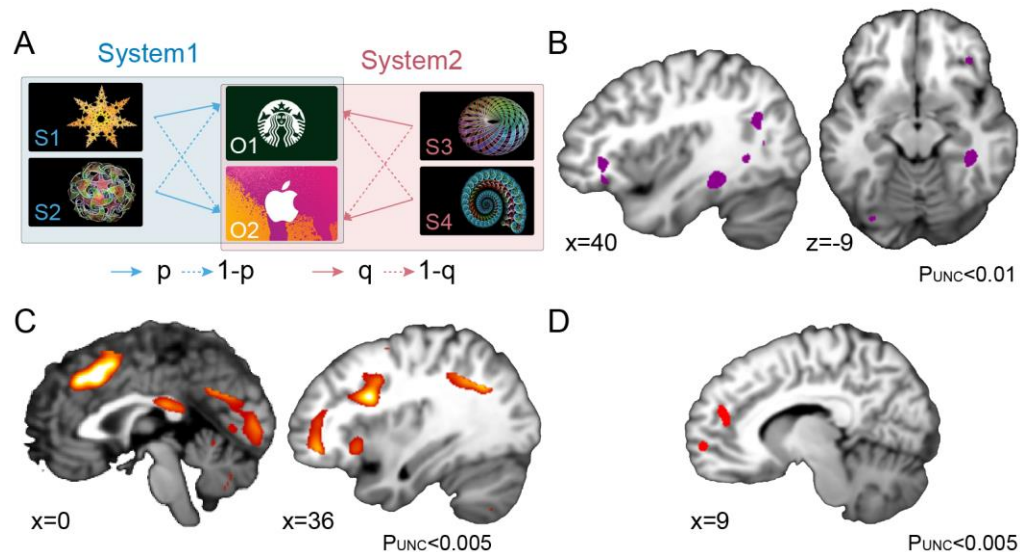 A
System1
System2
S1
S2
O1
O2
S3
S4
p
1-p
q
1-q
B
x=40
z=-9
PUNC<0.01
C
x=0
x=36
PUNC<0.005
D
x=9
PUNC<0.005